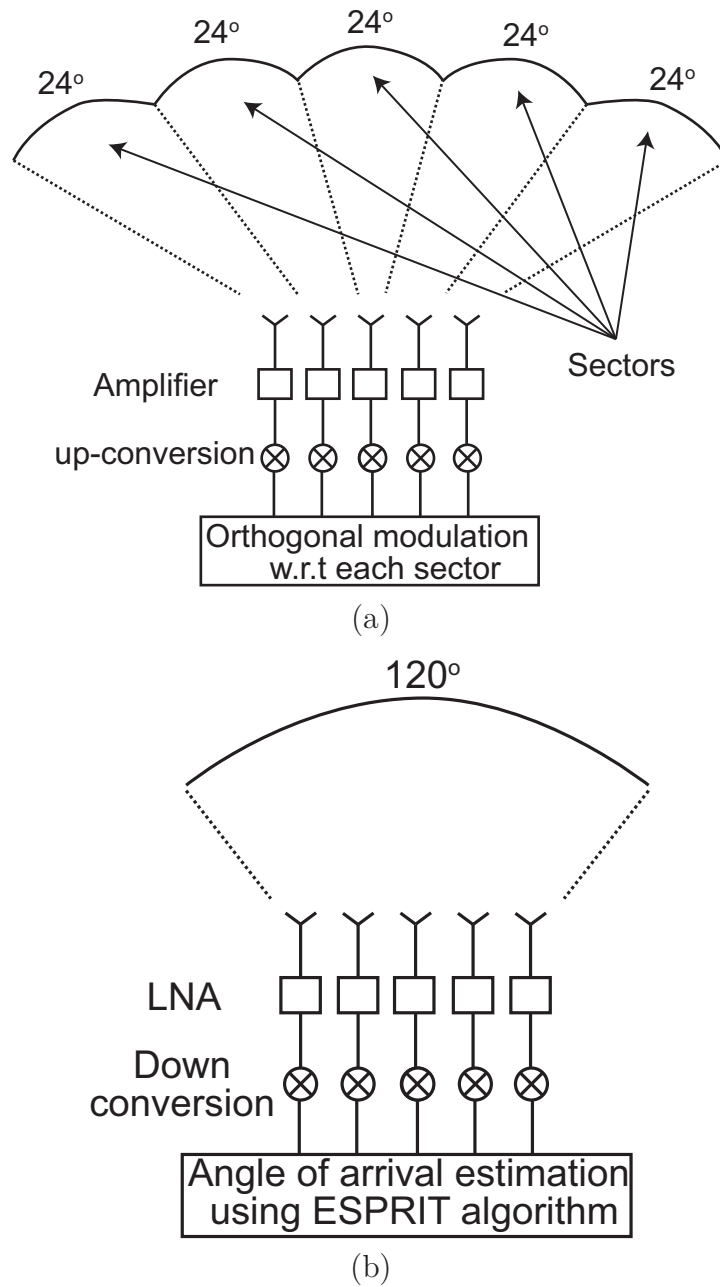 24°
24°
24°
24°
24°
Sectors
Amplifier
up-conversion
Orthogonal modulation
w.r.t each sector
(a)
120°
LNA
Down
conversion
Angle of arrival estimation
using ESPRIT algorithm
(b)